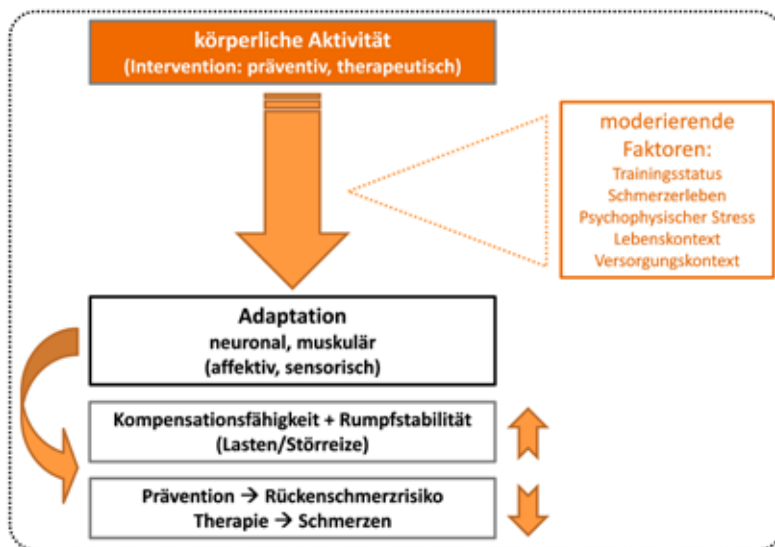 körperliche Aktivität
(Intervention: präventiv, therapeutisch)
moderierende
Faktoren:
Trainingsstatus
Schmerzerleben
Psychophysischer Stress
Lebenskontext
Versorgungskontext
Adaptation
neuronal, muskulär
(affektiv, sensorisch)
Kompensationsfähigkeit + Rumpfstabilität
(Lasten/Störreize)
Prävention → Rückenschmerzrisiko
Therapie → Schmerzen